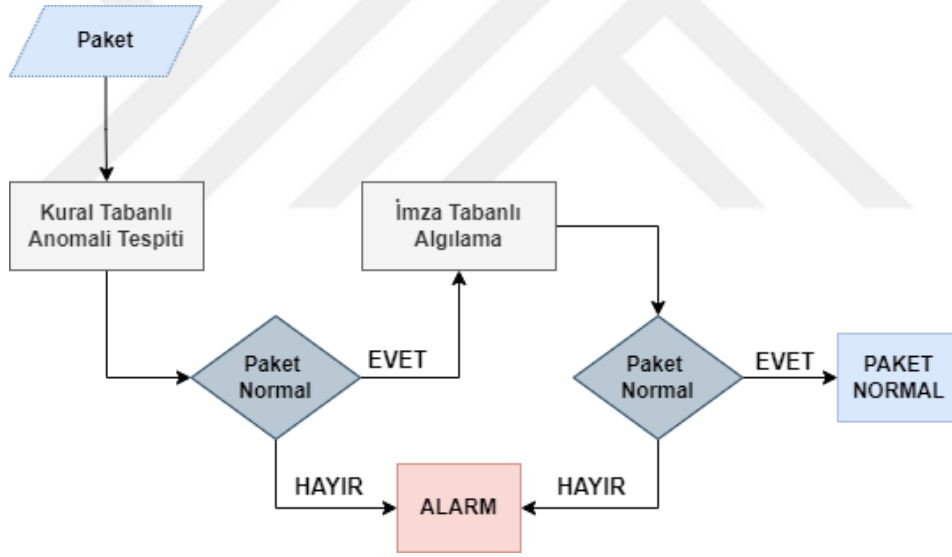 Paket
Kural Tabanlı
Anomali Tespiti
İmza Tabanlı
Algılama
Paket
Normal
EVET
Paket
Normal
EVET
PAKET
NORMAL
HAYIR
ALARM
HAYIR